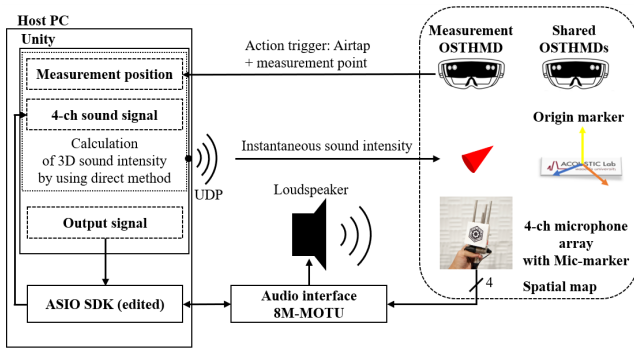 Host PC
Unity
Measurement position
4-ch sound signal
Calculation
of 3D sound intensity
by using direct method
Output signal
ASIO SDK (edited)
UDP
Action trigger: Airtap
+ measurement point
Instantaneous sound intensity
Loudspeaker
Audio interface
8M-MOTU
Measurement
OSTHMD
Shared
OSTHMDs
Origin marker
ACOUSTIC Lab
4-ch microphone
array
with Mic-marker
4
Spatial map